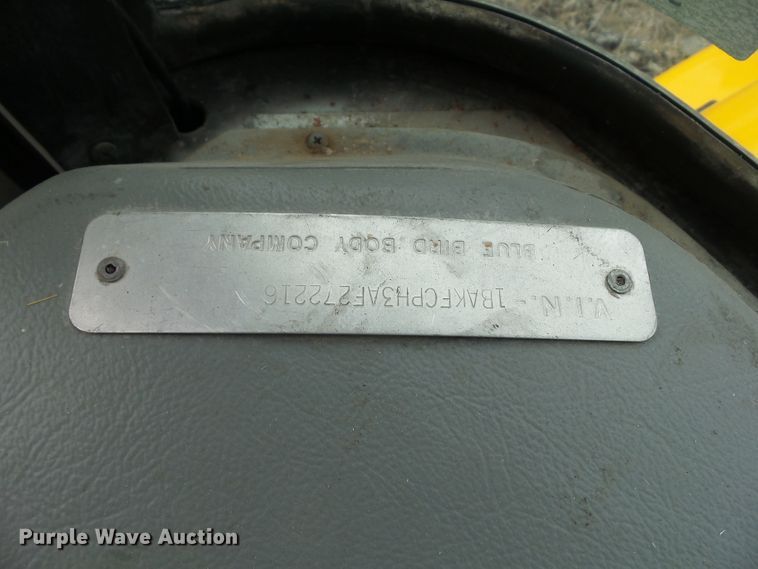 V.I.N.- 1BAKFCPH3AF272216
BLUE BIRD BODY COMPANY
Purple Wave Auction